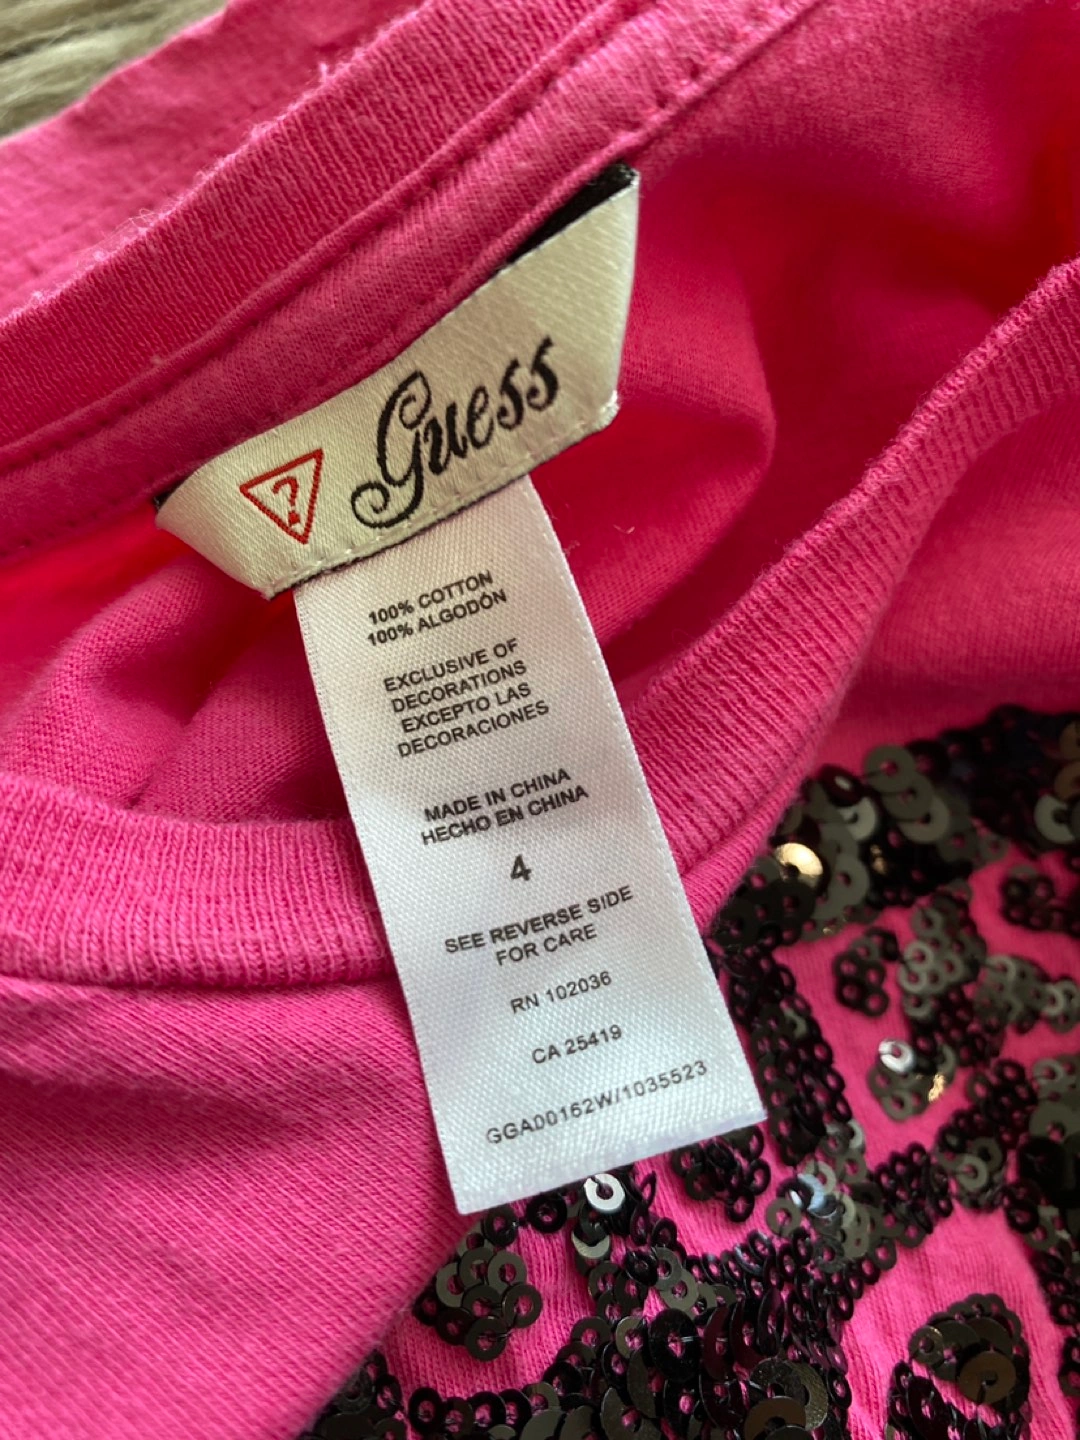 ?
Guess
100% COTTON
100% ALGODÓN
EXCLUSIVE OF
DECORATIONS
EXCEPTO LAS
DECORACIONES
MADE IN CHINA
HECHO EN CHINA
4
SEE REVERSE SIDE
FOR CARE
RN 102036
CA 25419
GGA00162W/1035523